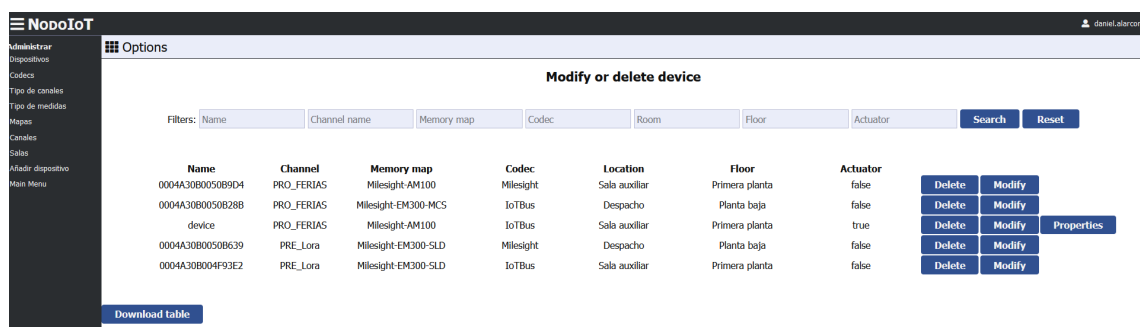 NODOIOT
daniel.alarcon
Administrar
Dispositivos
Codecs
Tipo de canales
Tipo de medidas
Mapas
Canales
Salas
Añadir dispositivo
Main Menu
Options
Modify or delete device
Filters: Name Channel name Memory map Codec Room Floor Actuator Search Reset
Name Channel Memory map Codec Location Floor Actuator
0004A30B0050B9D4 PRO_FERIAS Milesight-AM100 Milesight Sala auxiliar Primera planta false Delete Modify
0004A30B0050B28B PRO_FERIAS Milesight-EM300-MCS IoTBus Despacho Planta baja false Delete Modify
device PRO_FERIAS Milesight-AM100 IoTBus Sala auxiliar Primera planta true Delete Modify Properties
0004A30B0050B639 PRE_Lora Milesight-EM300-SLD Milesight Despacho Planta baja false Delete Modify
0004A30B004F93E2 PRE_Lora Milesight-EM300-SLD IoTBus Sala auxiliar Primera planta false Delete Modify
Download table